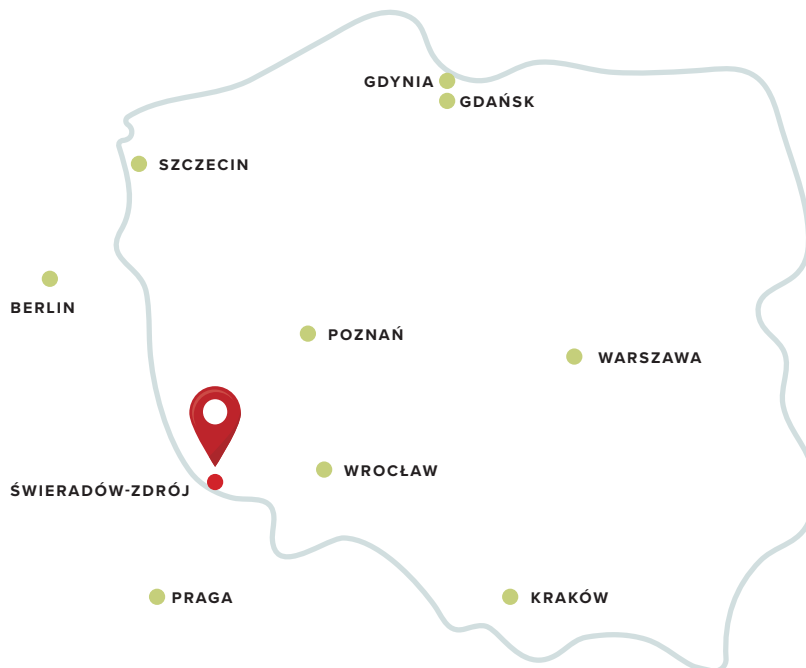 GDYNIA
GDAŃSK
SZCZECIN
BERLIN
POZNAŃ
WARSZAWA
WROCŁAW
ŚWIERADÓW-ZDRÓJ
PRAGA
KRAKÓW